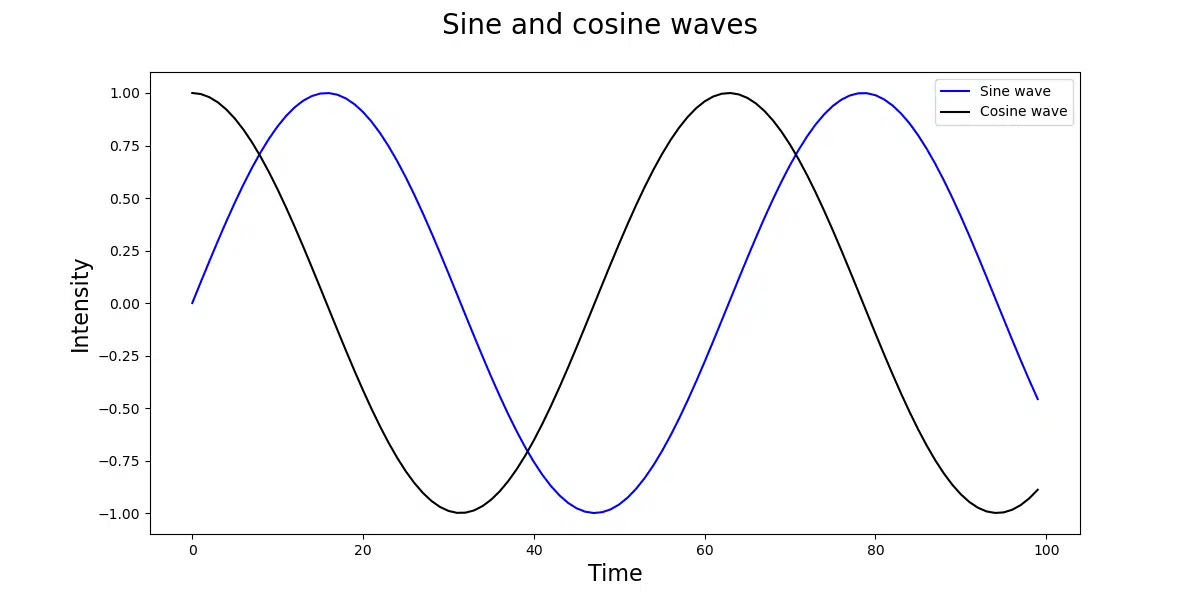 Sine and cosine waves
Sine wave
Cosine wave
1.00
0.75
0.50
0.25
0.00
−0.25
−0.50
−0.75
−1.00
Intensity
0 20 40 60 80 100
Time